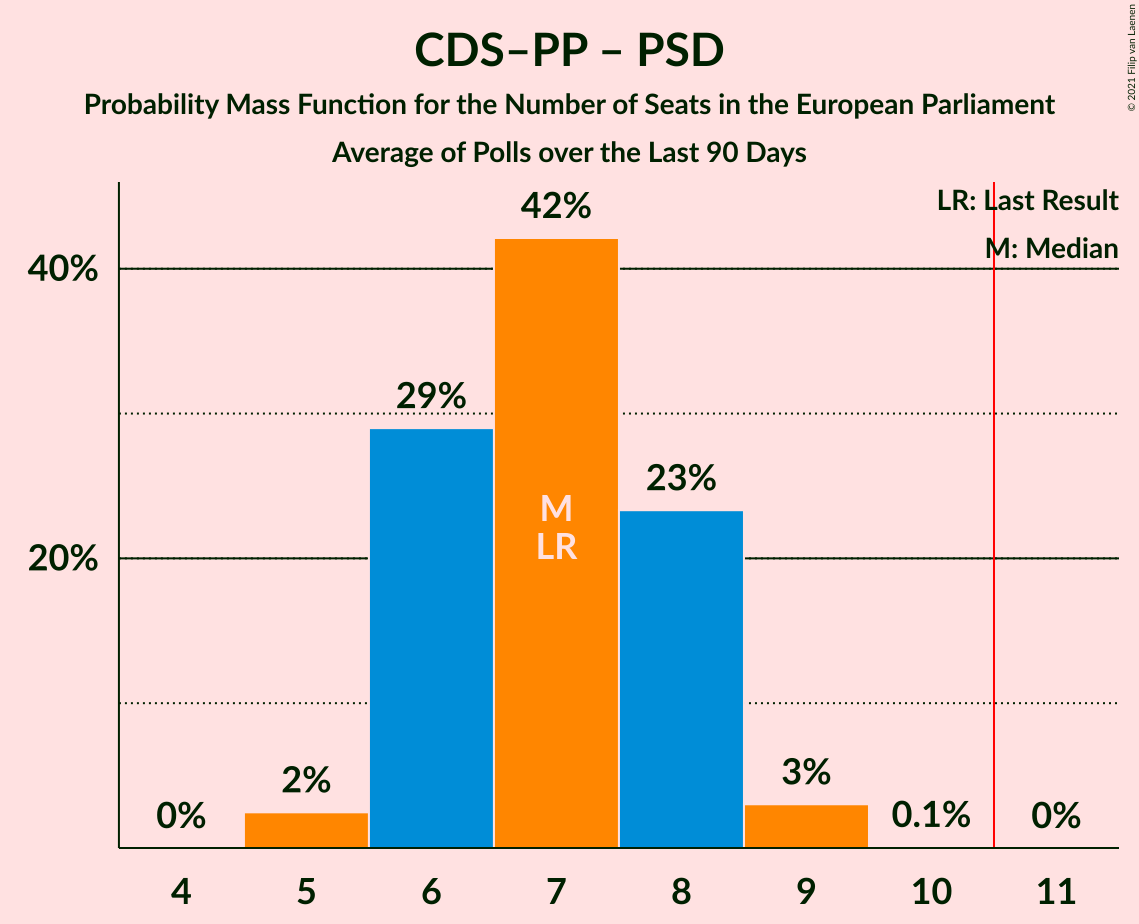 CDS–PP – PSD
Probability Mass Function for the Number of Seats in the European Parliament
Average of Polls over the Last 90 Days
© 2021 Filip van Laenen
LR: Last Result
M: Median
42%
40%
29%
23%
M
LR
20%
2%
3%
0%
0.1%
0%
4 5 6 7 8 9 10 11